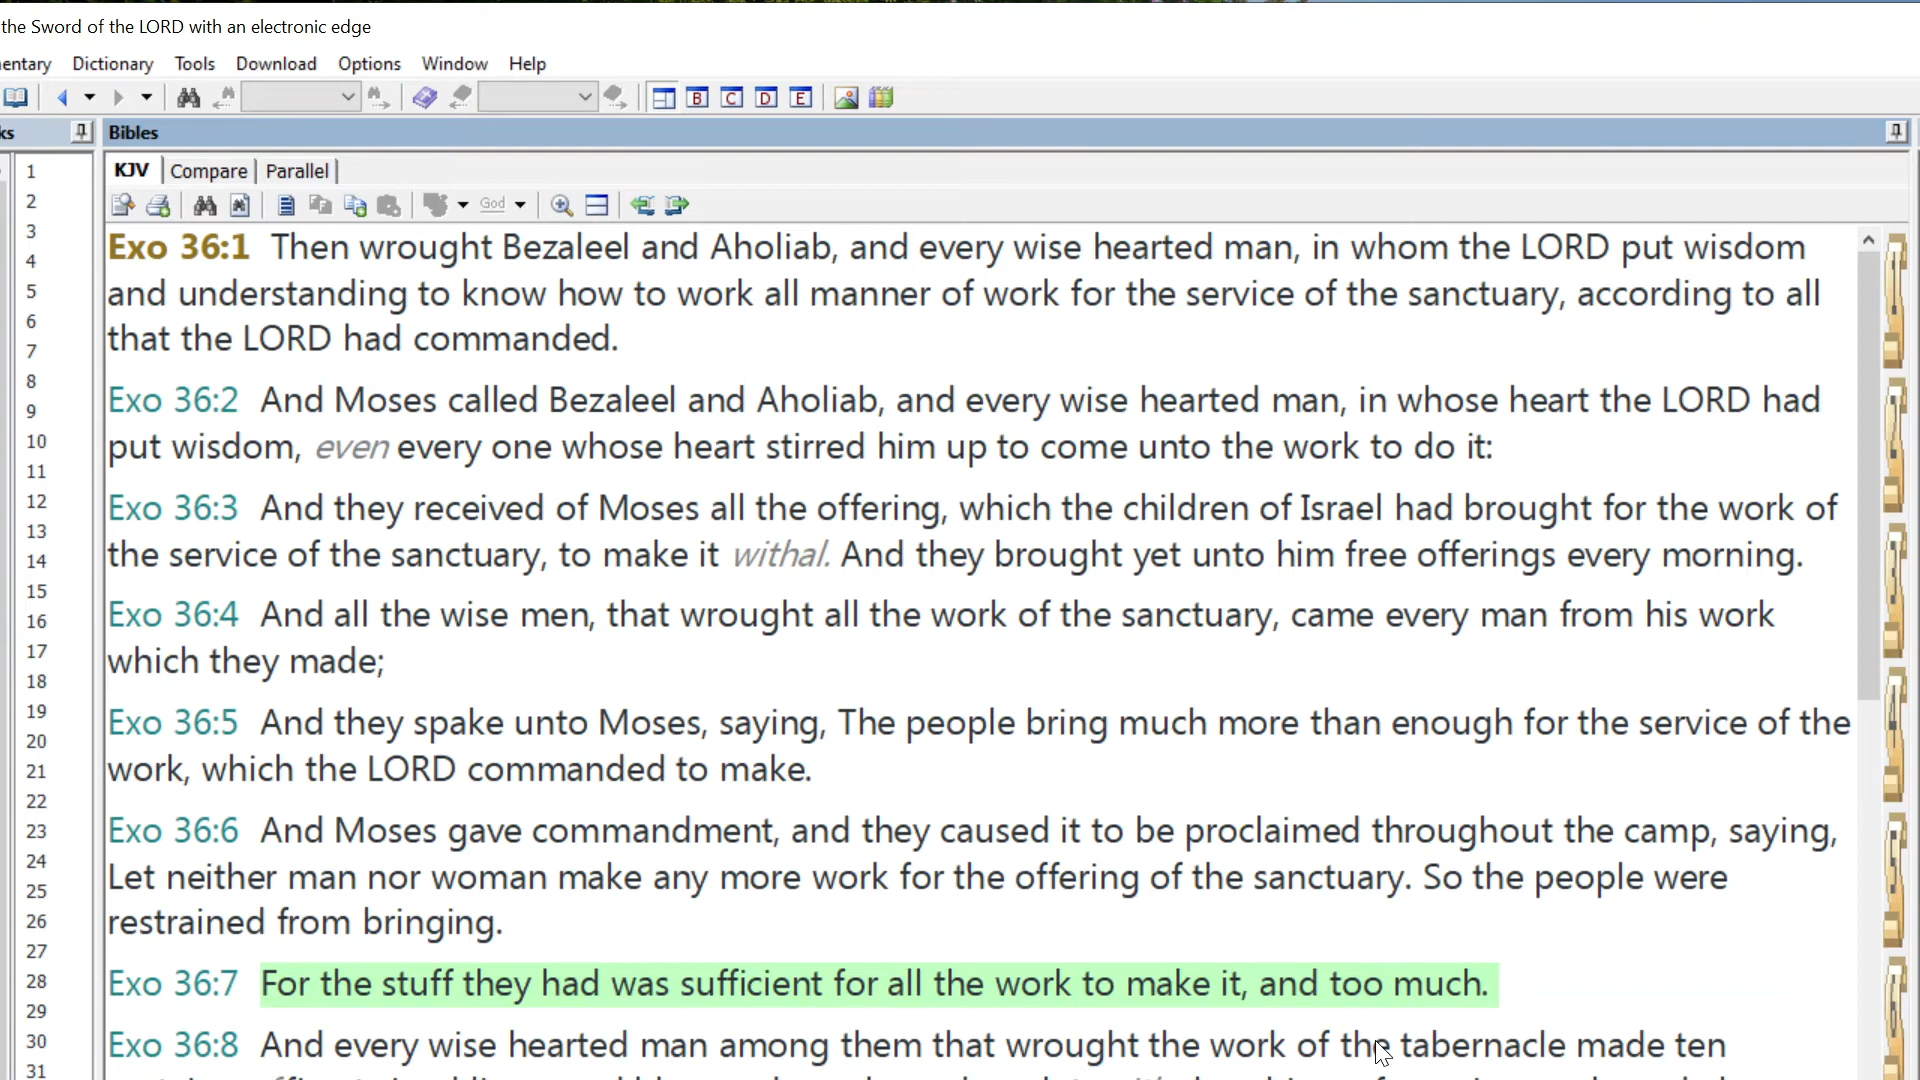 the Sword of the LORD with an electronic edge
entary Dictionary Tools Download Options Window Help
B C D E
ks Bibles
KJV Compare Parallel
God
1
2
3
4
5
6
7
8
9
10
11
12
13
14
15
16
17
18
19
20
21
22
23
24
25
26
27
28
29
30
31
Exo 36:1 Then wrought Bezaleel and Aholiab, and every wise hearted man, in whom the LORD put wisdom
and understanding to know how to work all manner of work for the service of the sanctuary, according to all
that the LORD had commanded.
Exo 36:2 And Moses called Bezaleel and Aholiab, and every wise hearted man, in whose heart the LORD had
put wisdom, even every one whose heart stirred him up to come unto the work to do it:
Exo 36:3 And they received of Moses all the offering, which the children of Israel had brought for the work of
the service of the sanctuary, to make it withal. And they brought yet unto him free offerings every morning.
Exo 36:4 And all the wise men, that wrought all the work of the sanctuary, came every man from his work
which they made;
Exo 36:5 And they spake unto Moses, saying, The people bring much more than enough for the service of the
work, which the LORD commanded to make.
Exo 36:6 And Moses gave commandment, and they caused it to be proclaimed throughout the camp, saying,
Let neither man nor woman make any more work for the offering of the sanctuary. So the people were
restrained from bringing.
Exo 36:7 For the stuff they had was sufficient for all the work to make it, and too much.
Exo 36:8 And every wise hearted man among them that wrought the work of the tabernacle made ten